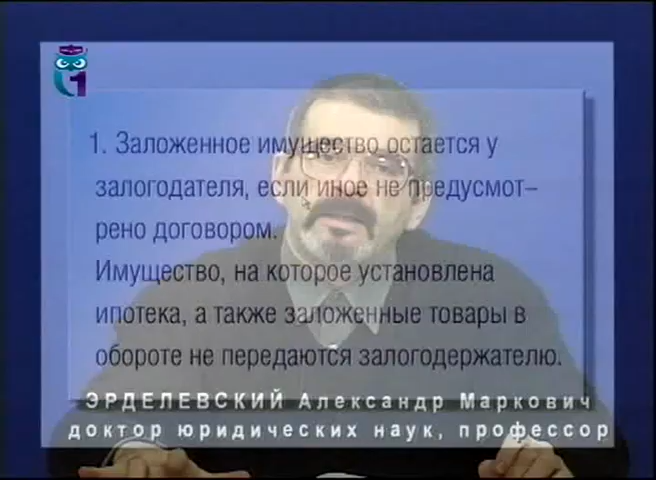 1
1. Заложенное имущество остается у
залогодателя, если иное не предусмот–
рено договором.
Имущество, на которое установлена
ипотека, а также заложенные товары в
обороте не передаются залогодержателю.
ЭРДЕЛЕВСКИЙ Александр Маркович
доктор юридических наук, профессор